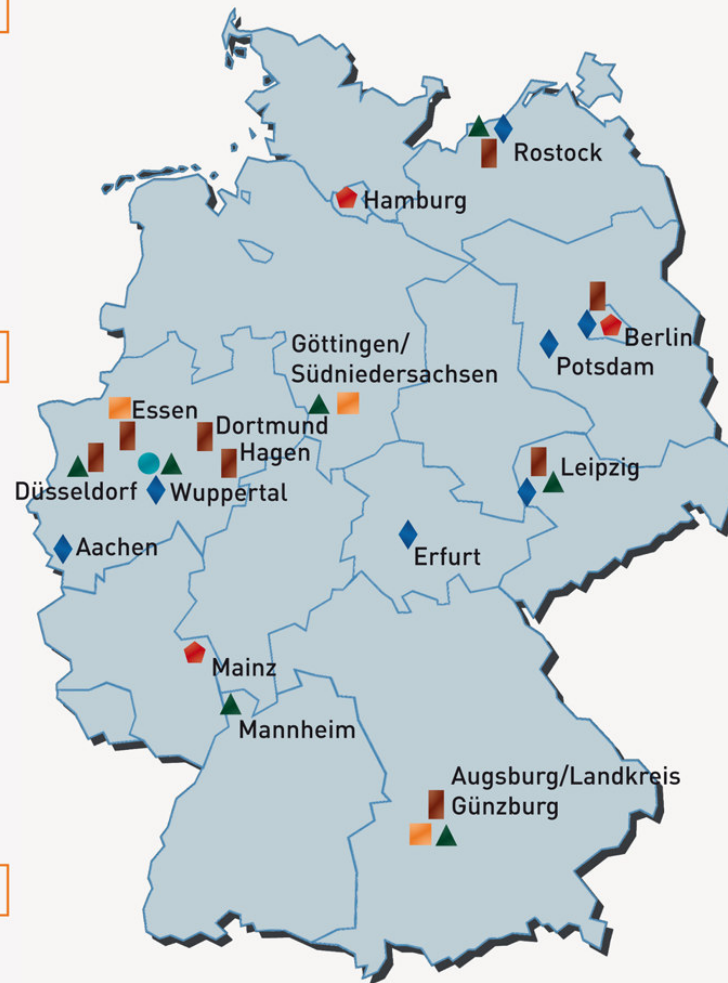 Rostock
Hamburg
Berlin
Göttingen/
Südniedersachsen
Potsdam
Essen
Dortmund
Hagen
Leipzig
Düsseldorf
Wuppertal
Aachen
Erfurt
Mainz
Mannheim
Augsburg/Landkreis
Günzburg